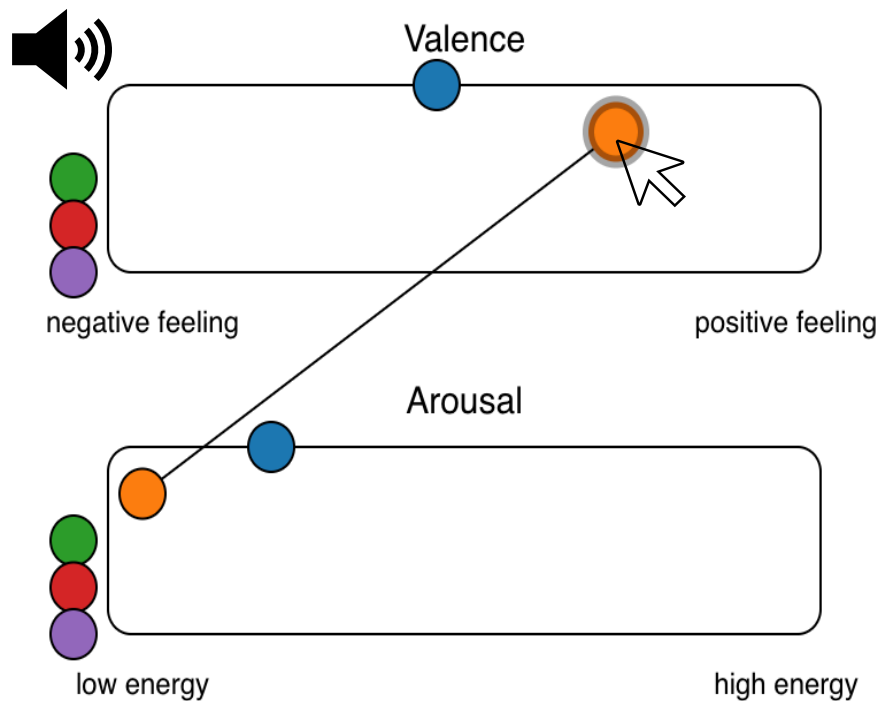 Valence
negative feeling
positive feeling
Arousal
low energy
high energy